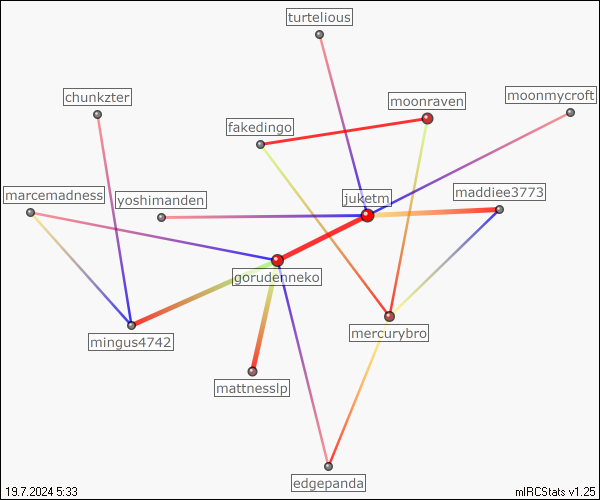 turtelious
chunkzter
moonraven
moonmycroft
fakedingo
marcemadness
yoshimanden
juketm
maddiee3773
gorudenneko
mingus4742
mercurybro
mattnesslp
edgepanda
19.7.2024 5:33
mIRCStats v1.25